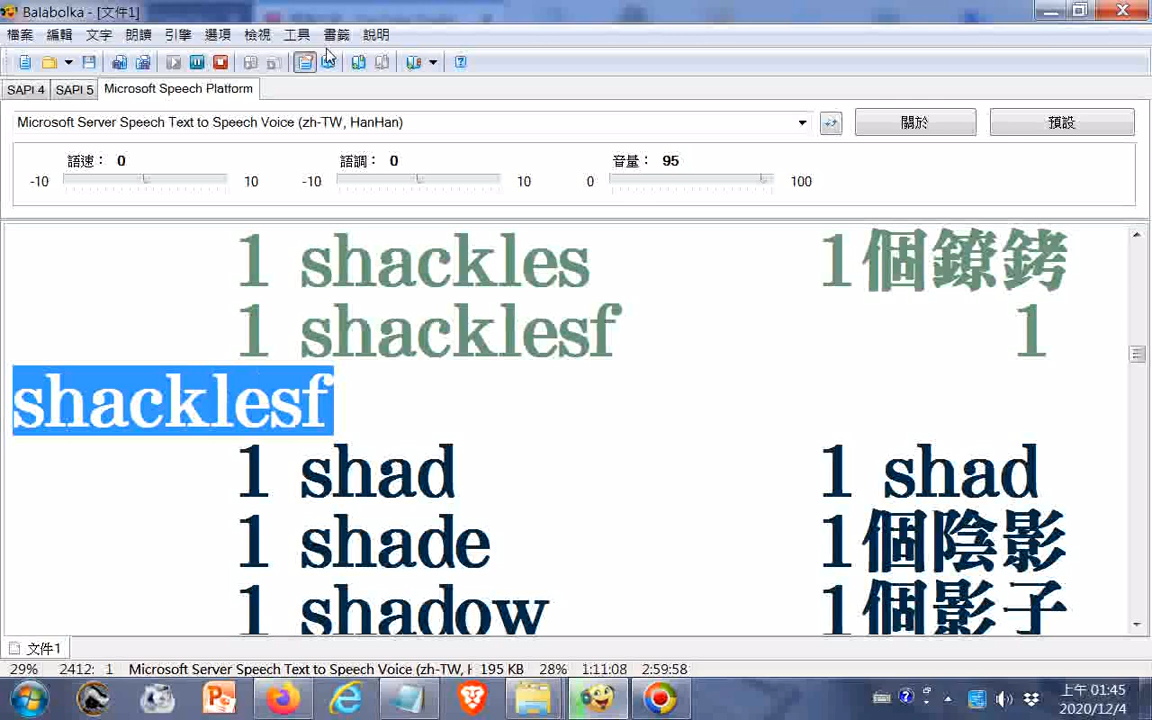 Balabolka - [文件1]
檔案 編輯 文字 朗讀 引擎 選項 檢視 工具 書籤 說明
SAPI 4 SAPI 5 Microsoft Speech Platform
Microsoft Server Speech Text to Speech Voice (zh-TW, HanHan) 關於 預設
語速： 0 語調： 0 音量： 95
-10 10 -10 10 0 100
1 shackles 1個鐐銬
1 shacklesf 1
shacklesf
1 shad 1 shad
1 shade 1個陰影
1 shadow 1個影子
文件1
29% 2412: 1 Microsoft Server Speech Text to Speech Voice (zh-TW, 195 KB 28% 1:11:08 2:59:58
上午 01:45
2020/12/4